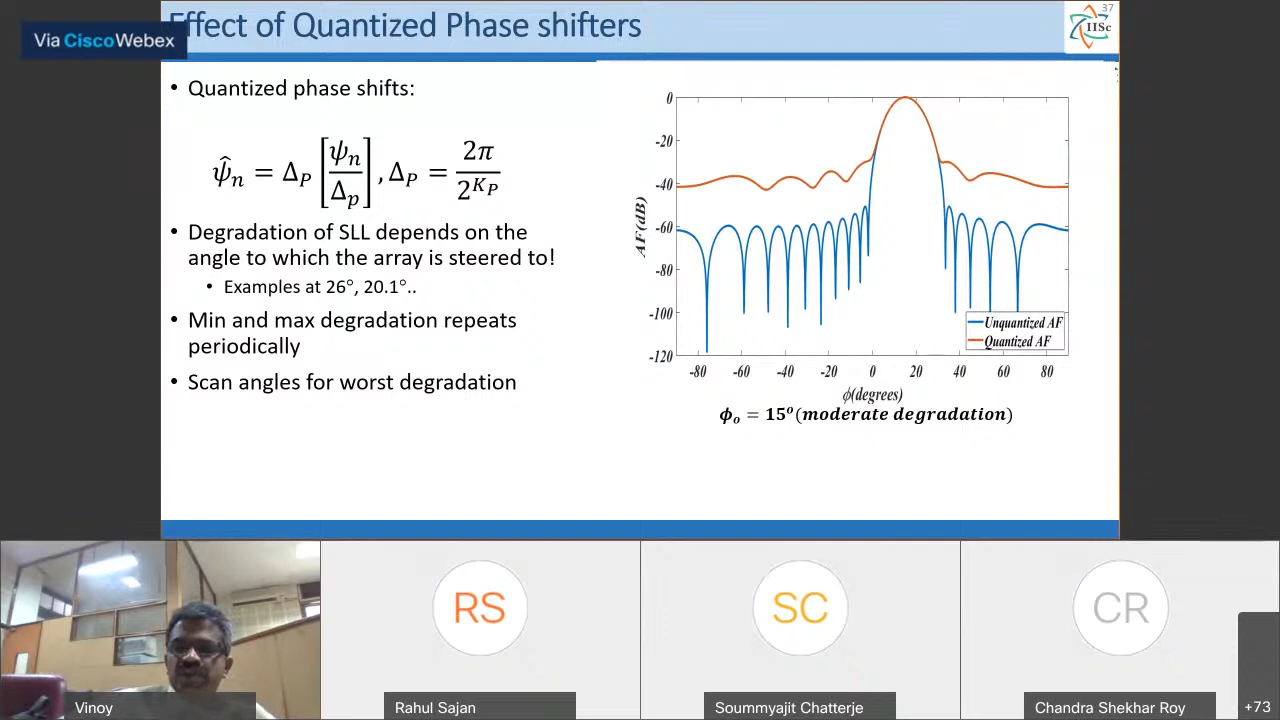 Effect of Quantized Phase shifters
37
IISc
Via Cisco Webex
• Quantized phase shifts:
ψ̂ₙ = Δ_P [ψₙ/Δₚ], Δ_P = 2π/2^{K_P}
• Degradation of SLL depends on the
angle to which the array is steered to!
• Examples at 26°, 20.1°..
• Min and max degradation repeats
periodically
• Scan angles for worst degradation
AF(dB)
0
-20
-40
-60
-80
-100
-120
Unquantized AF
Quantized AF
-80 -60 -40 -20 0 20 40 60 80
ϕ(degrees)
ϕₒ = 15ᵒ(moderate degradation)
RS
SC
CR
Vinoy
Rahul Sajan
Soummyajit Chatterje
Chandra Shekhar Roy
+73